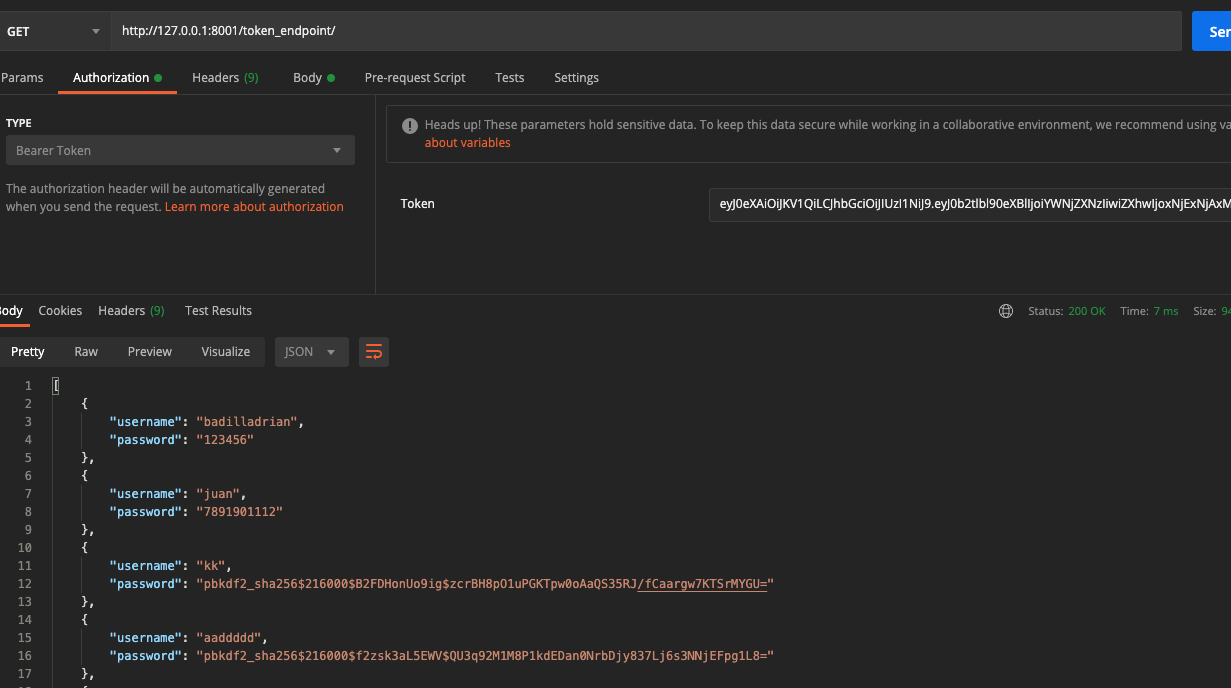 GET http://127.0.0.1:8001/token_endpoint/
Params Authorization Headers (9) Body Pre-request Script Tests Settings
TYPE
Bearer Token
The authorization header will be automatically generated
when you send the request. Learn more about authorization
Heads up! These parameters hold sensitive data. To keep this data secure while working in a collaborative environment, we recommend using
about variables
Token
Body Cookies Headers (9) Test Results
Status: 200 OK Time: 7 ms Size:
Pretty Raw Preview Visualize JSON
1 [
2 {
3 "username": "badilladrian",
4 "password": "123456"
5 },
6 {
7 "username": "juan",
8 "password": "7891901112"
9 },
10 {
11 "username": "kk",
12 "password": "pbkdf2_sha256$216000$B2FDHonUo9ig$zcrBH8pO1uPGKTpw0oAaQS35RJ/fCaargw7KTSrMYGU="
13 },
14 {
15 "username": "aaddddd",
16 "password": "pbkdf2_sha256$216000$f2zsk3aL5EWV$QU3q92M1M8P1kdEDan0NrbDjy837Lj6s3NNjEFpg1L8="
17 },